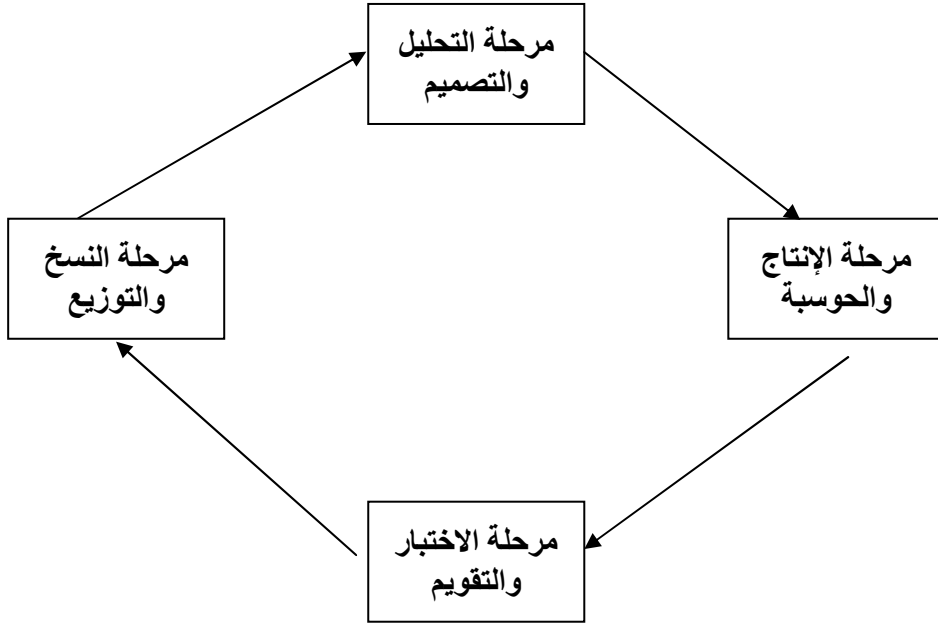 مرحلة التحليل
والتصميم
مرحلة الإنتاج
والحوسبة
مرحلة النسخ
والتوزيع
مرحلة الاختبار
والتقويم